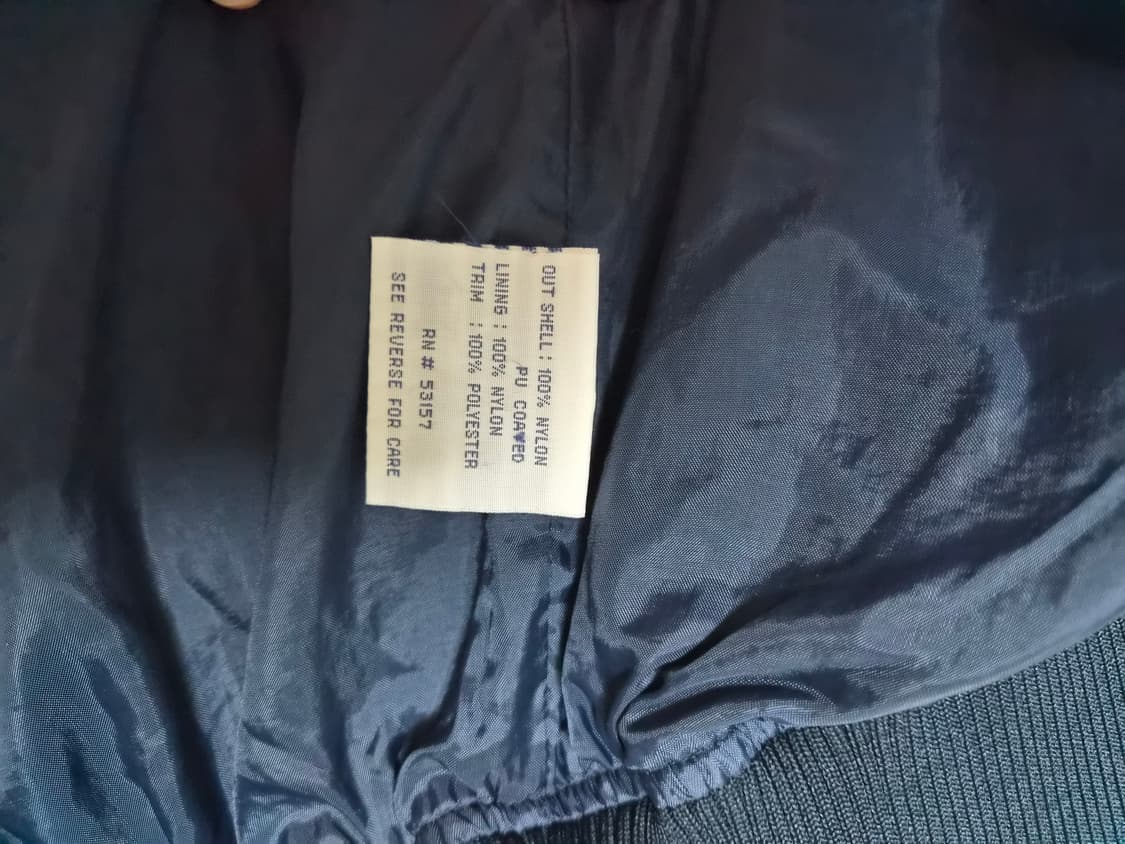 OUT SHELL : 100% NYLON
PU COATED
LINING : 100% NYLON
TRIM : 100% POLYESTER
RN # 53157
SEE REVERSE FOR CARE